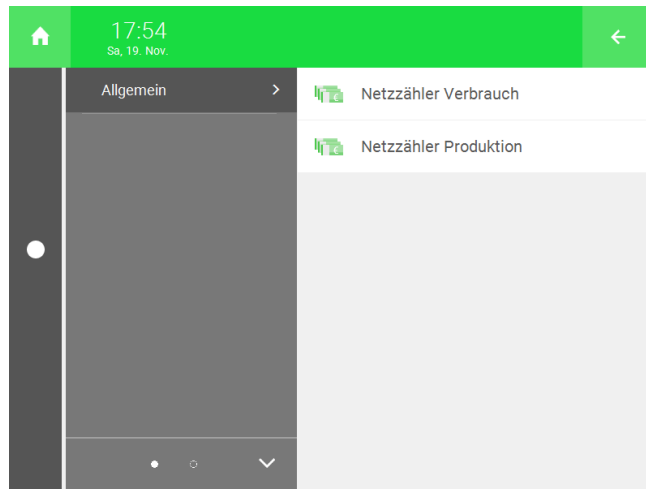 17:54
Sa, 19. Nov.
Allgemein
Netzzähler Verbrauch
Netzzähler Produktion